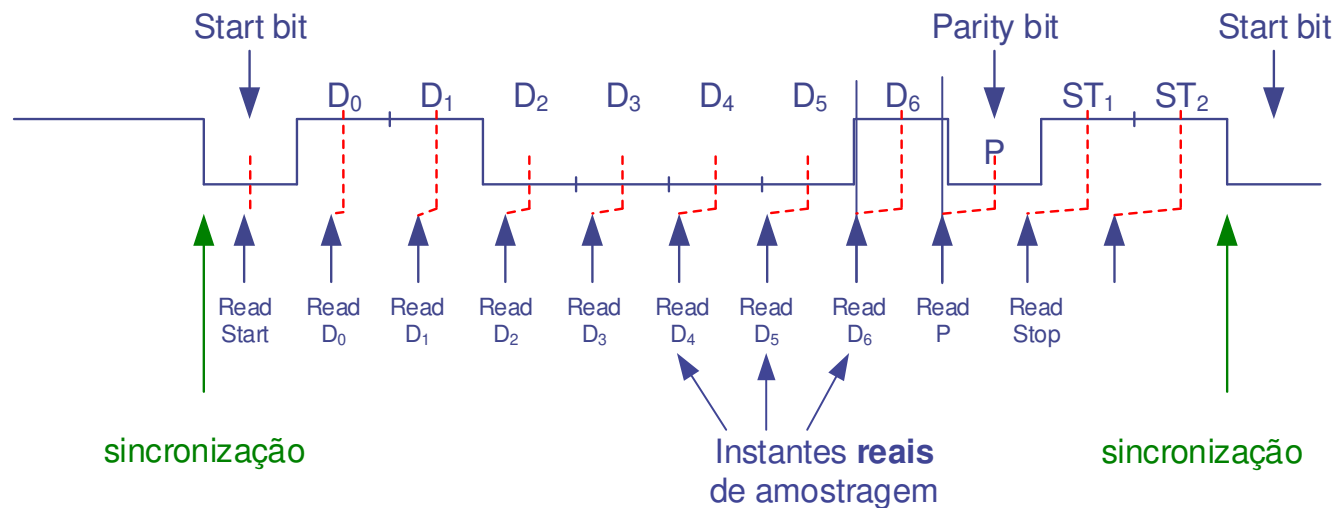 Start bit Parity bit Start bit
D₀ D₁ D₂ D₃ D₄ D₅ D₆ ST₁ ST₂
P
Read Read Read Read Read Read Read Read Read Read
Start D₀ D₁ D₂ D₃ D₄ D₅ D₆ P Stop
sincronização Instantes reais sincronização
de amostragem